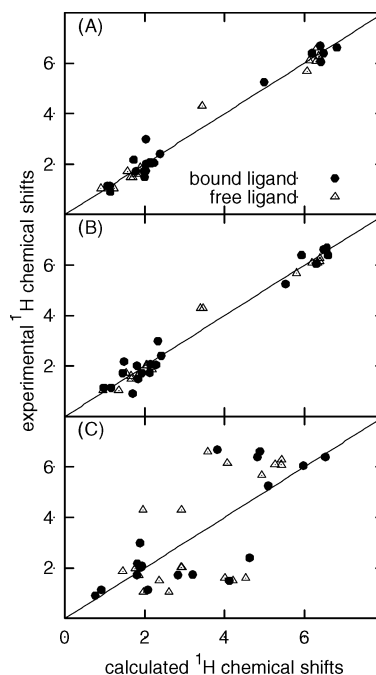 (A)
6
4
2
bound ligand
free ligand
(B)
6
4
2
(C)
6
4
2
0 2 4 6
experimental ¹H chemical shifts
calculated ¹H chemical shifts